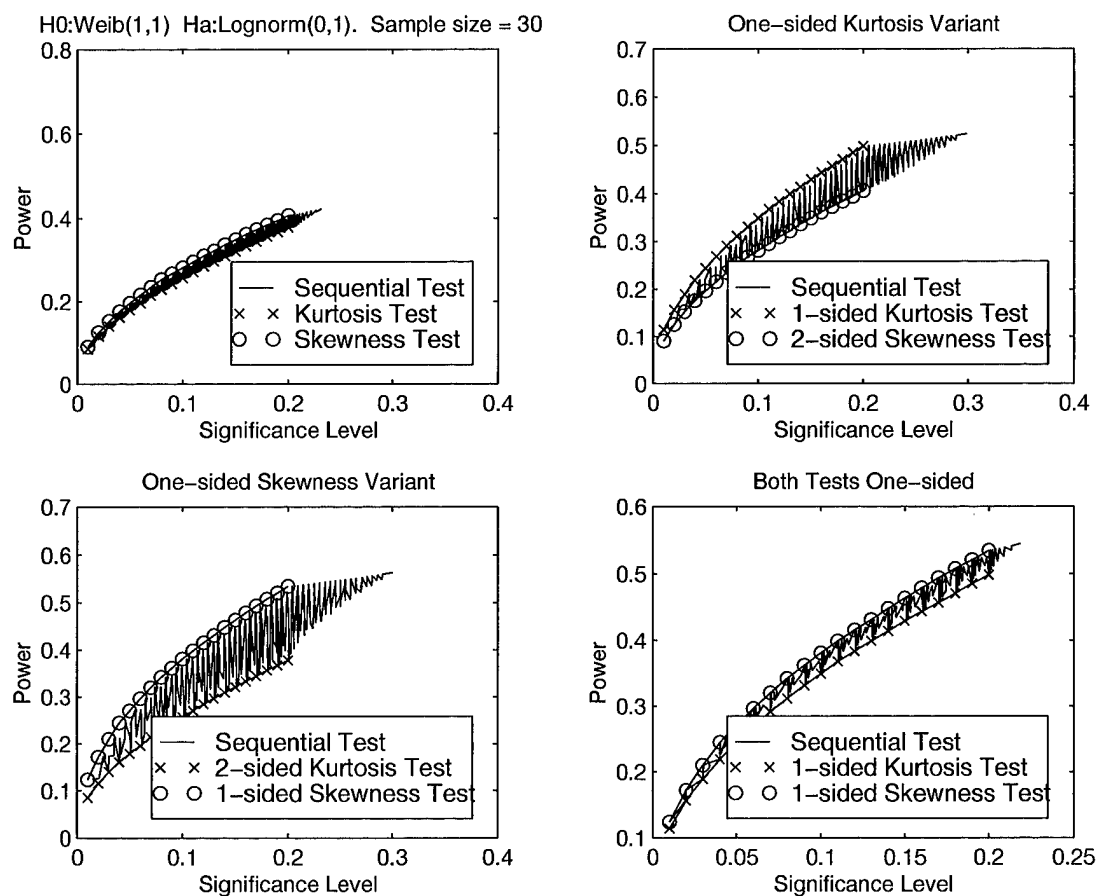 H0:Weib(1,1) Ha:Lognorm(0,1). Sample size = 30
0.8
0.6
0.4
0.2
0
Power
0
0.1
0.2
0.3
0.4
Significance Level
Sequential Test
Kurtosis Test
Skewness Test
One-sided Kurtosis Variant
0.7
0.6
0.5
0.4
0.3
0.2
0.1
0
Power
0
0.1
0.2
0.3
0.4
Significance Level
Sequential Test
1-sided Kurtosis Test
2-sided Skewness Test
One-sided Skewness Variant
0.7
0.6
0.5
0.4
0.3
0.2
0.1
0
Power
0
0.1
0.2
0.3
0.4
Significance Level
Sequential Test
2-sided Kurtosis Test
1-sided Skewness Test
Both Tests One-sided
0.6
0.5
0.4
0.3
0.2
0.1
Power
0
0.05
0.1
0.15
0.2
0.25
Significance Level
Sequential Test
1-sided Kurtosis Test
1-sided Skewness Test